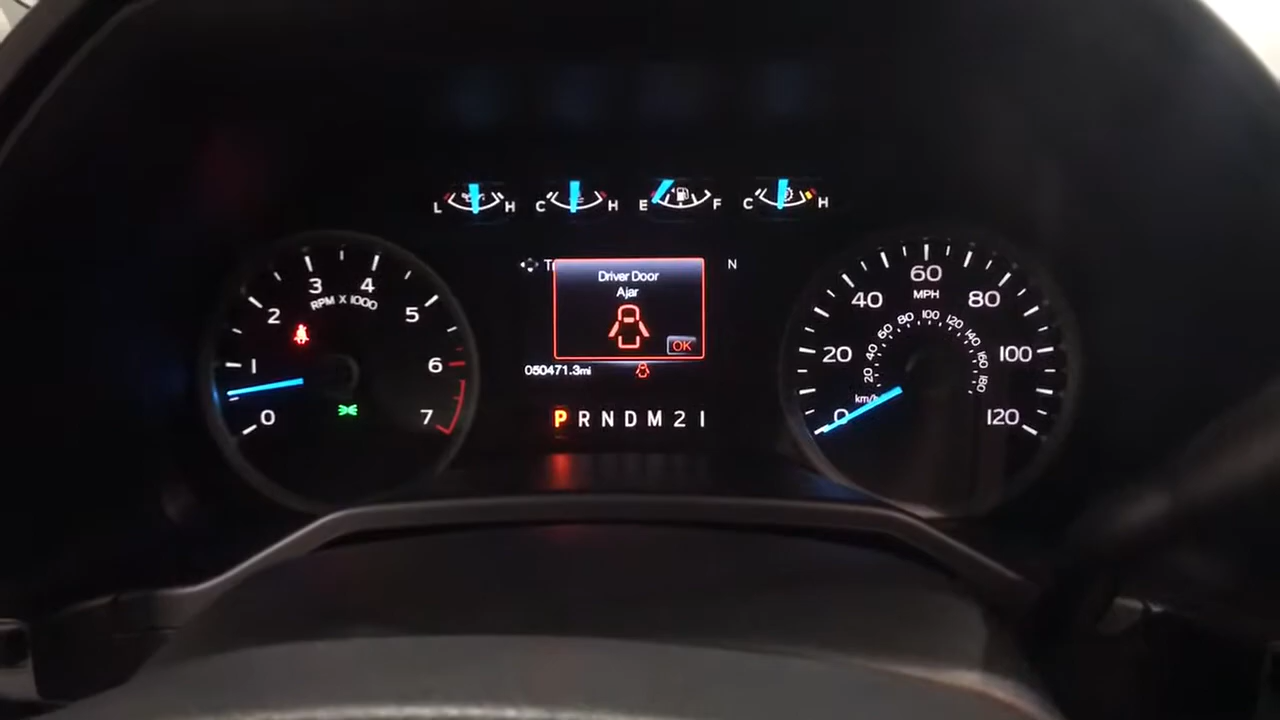 L H C H E F C H
Driver Door
Ajar
OK
N
050471.3mi
P R N D M 2 1
0 1 2 3 4 5 6 7
RPM X 1000
0 20 40 60 80 100 120
MPH
20 40 60 80 100 120 140 160 180
km/h